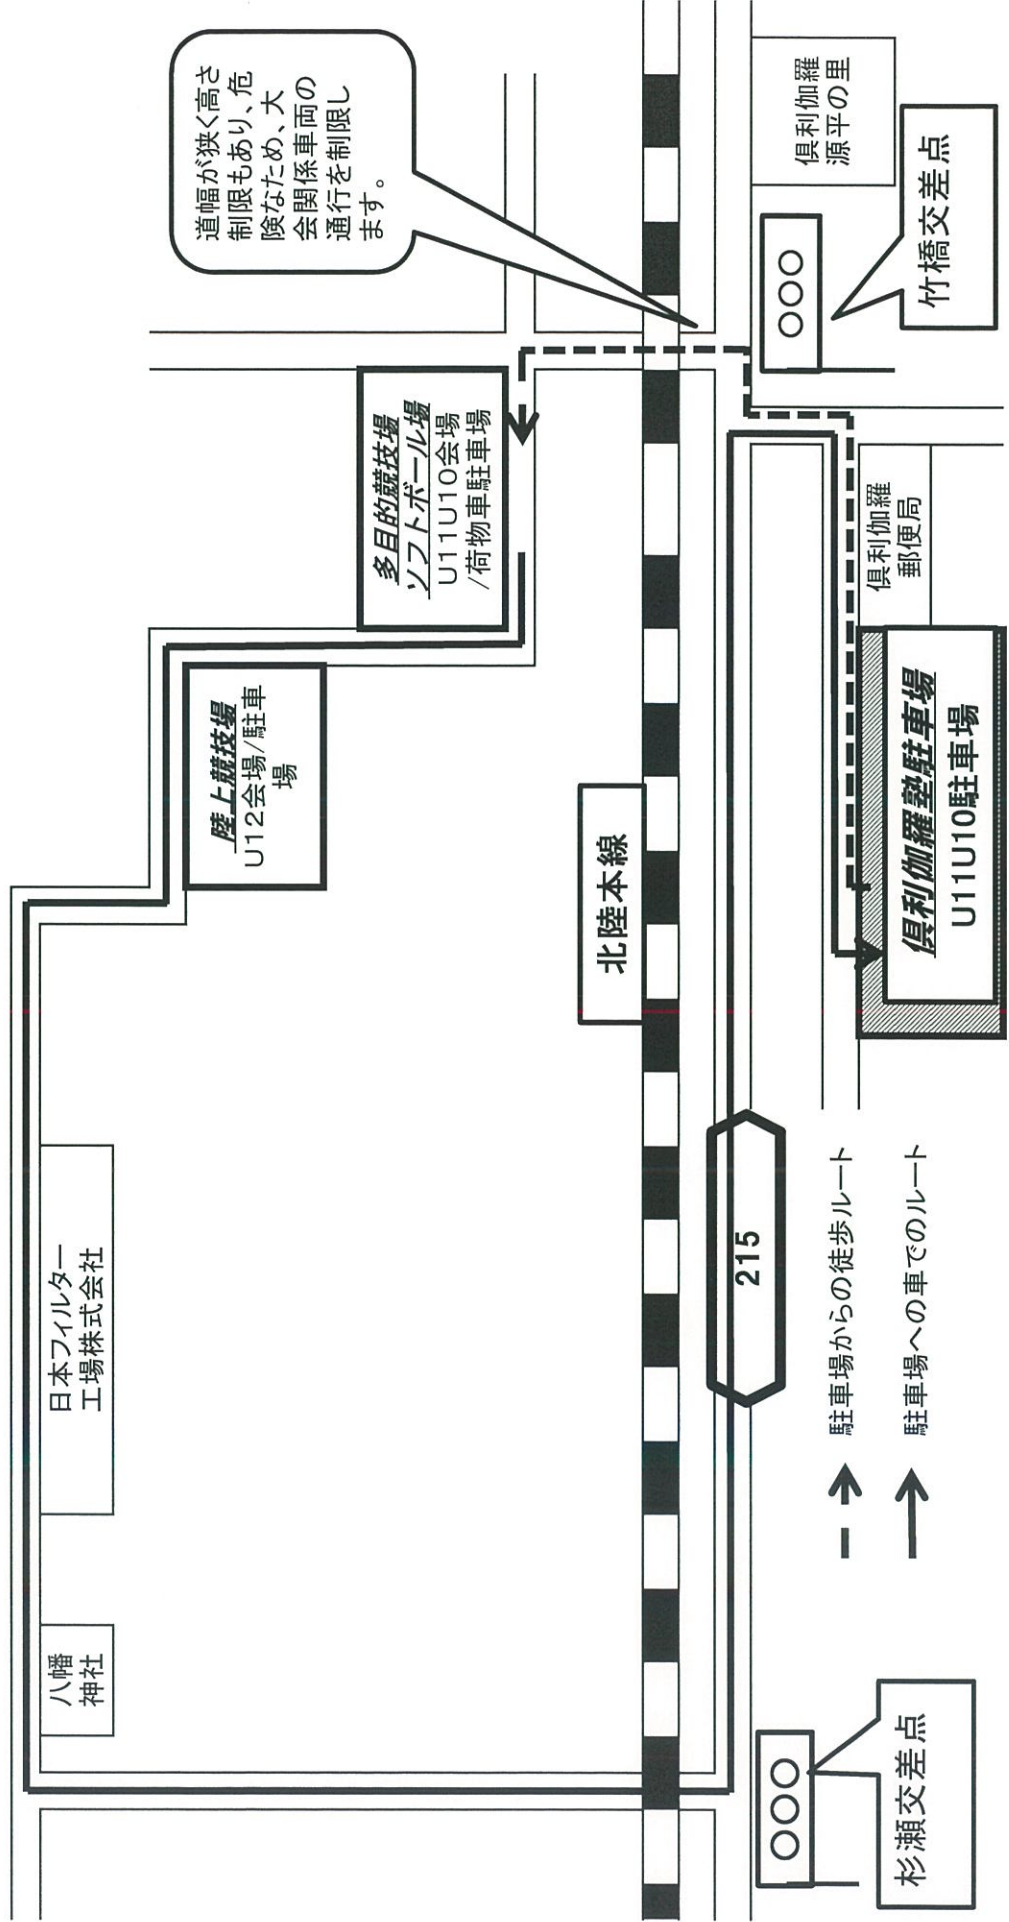 道幅が狭く高さ
制限もあり、危
険なため、大
会関係車両の
通行を制限し
ます。
日本フィルター
工場株式会社
八幡
神社
陸上競技場
U12会場/駐車
場
多目的競技場
ソフトボール場
U11U10会場
/荷物車駐車場
北陸本線
215
倶利伽羅
源平の里
竹橋交差点
倶利伽羅
郵便局
倶利伽羅塾駐車場
U11U10駐車場
駐車場からの徒歩ルート
駐車場への車でのルート
杉瀬交差点